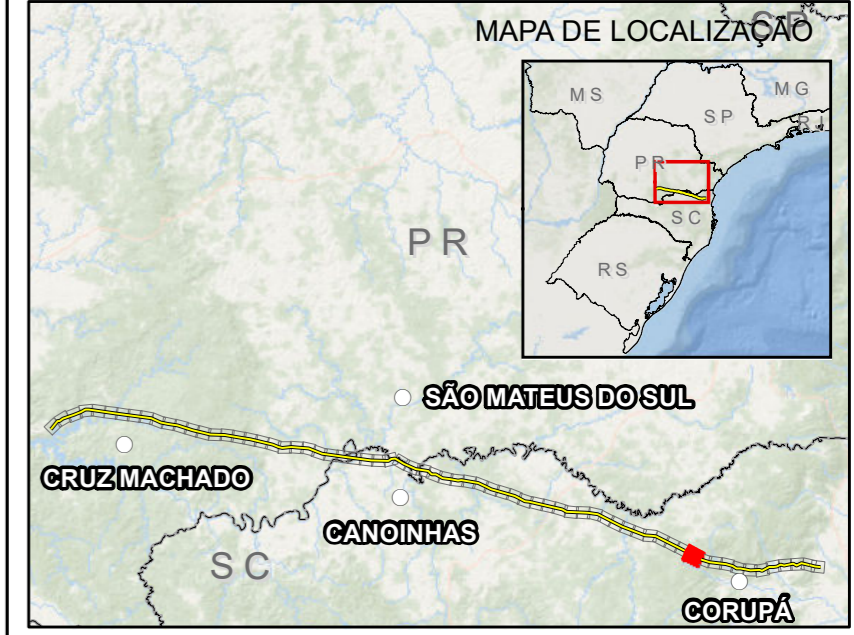 MAPA DE LOCALIZAÇÃO
MS
MG
SP
RJ
PR
SC
RS
PR
SÃO MATEUS DO SUL
CRUZ MACHADO
CANOINHAS
SC
CORUPÁ